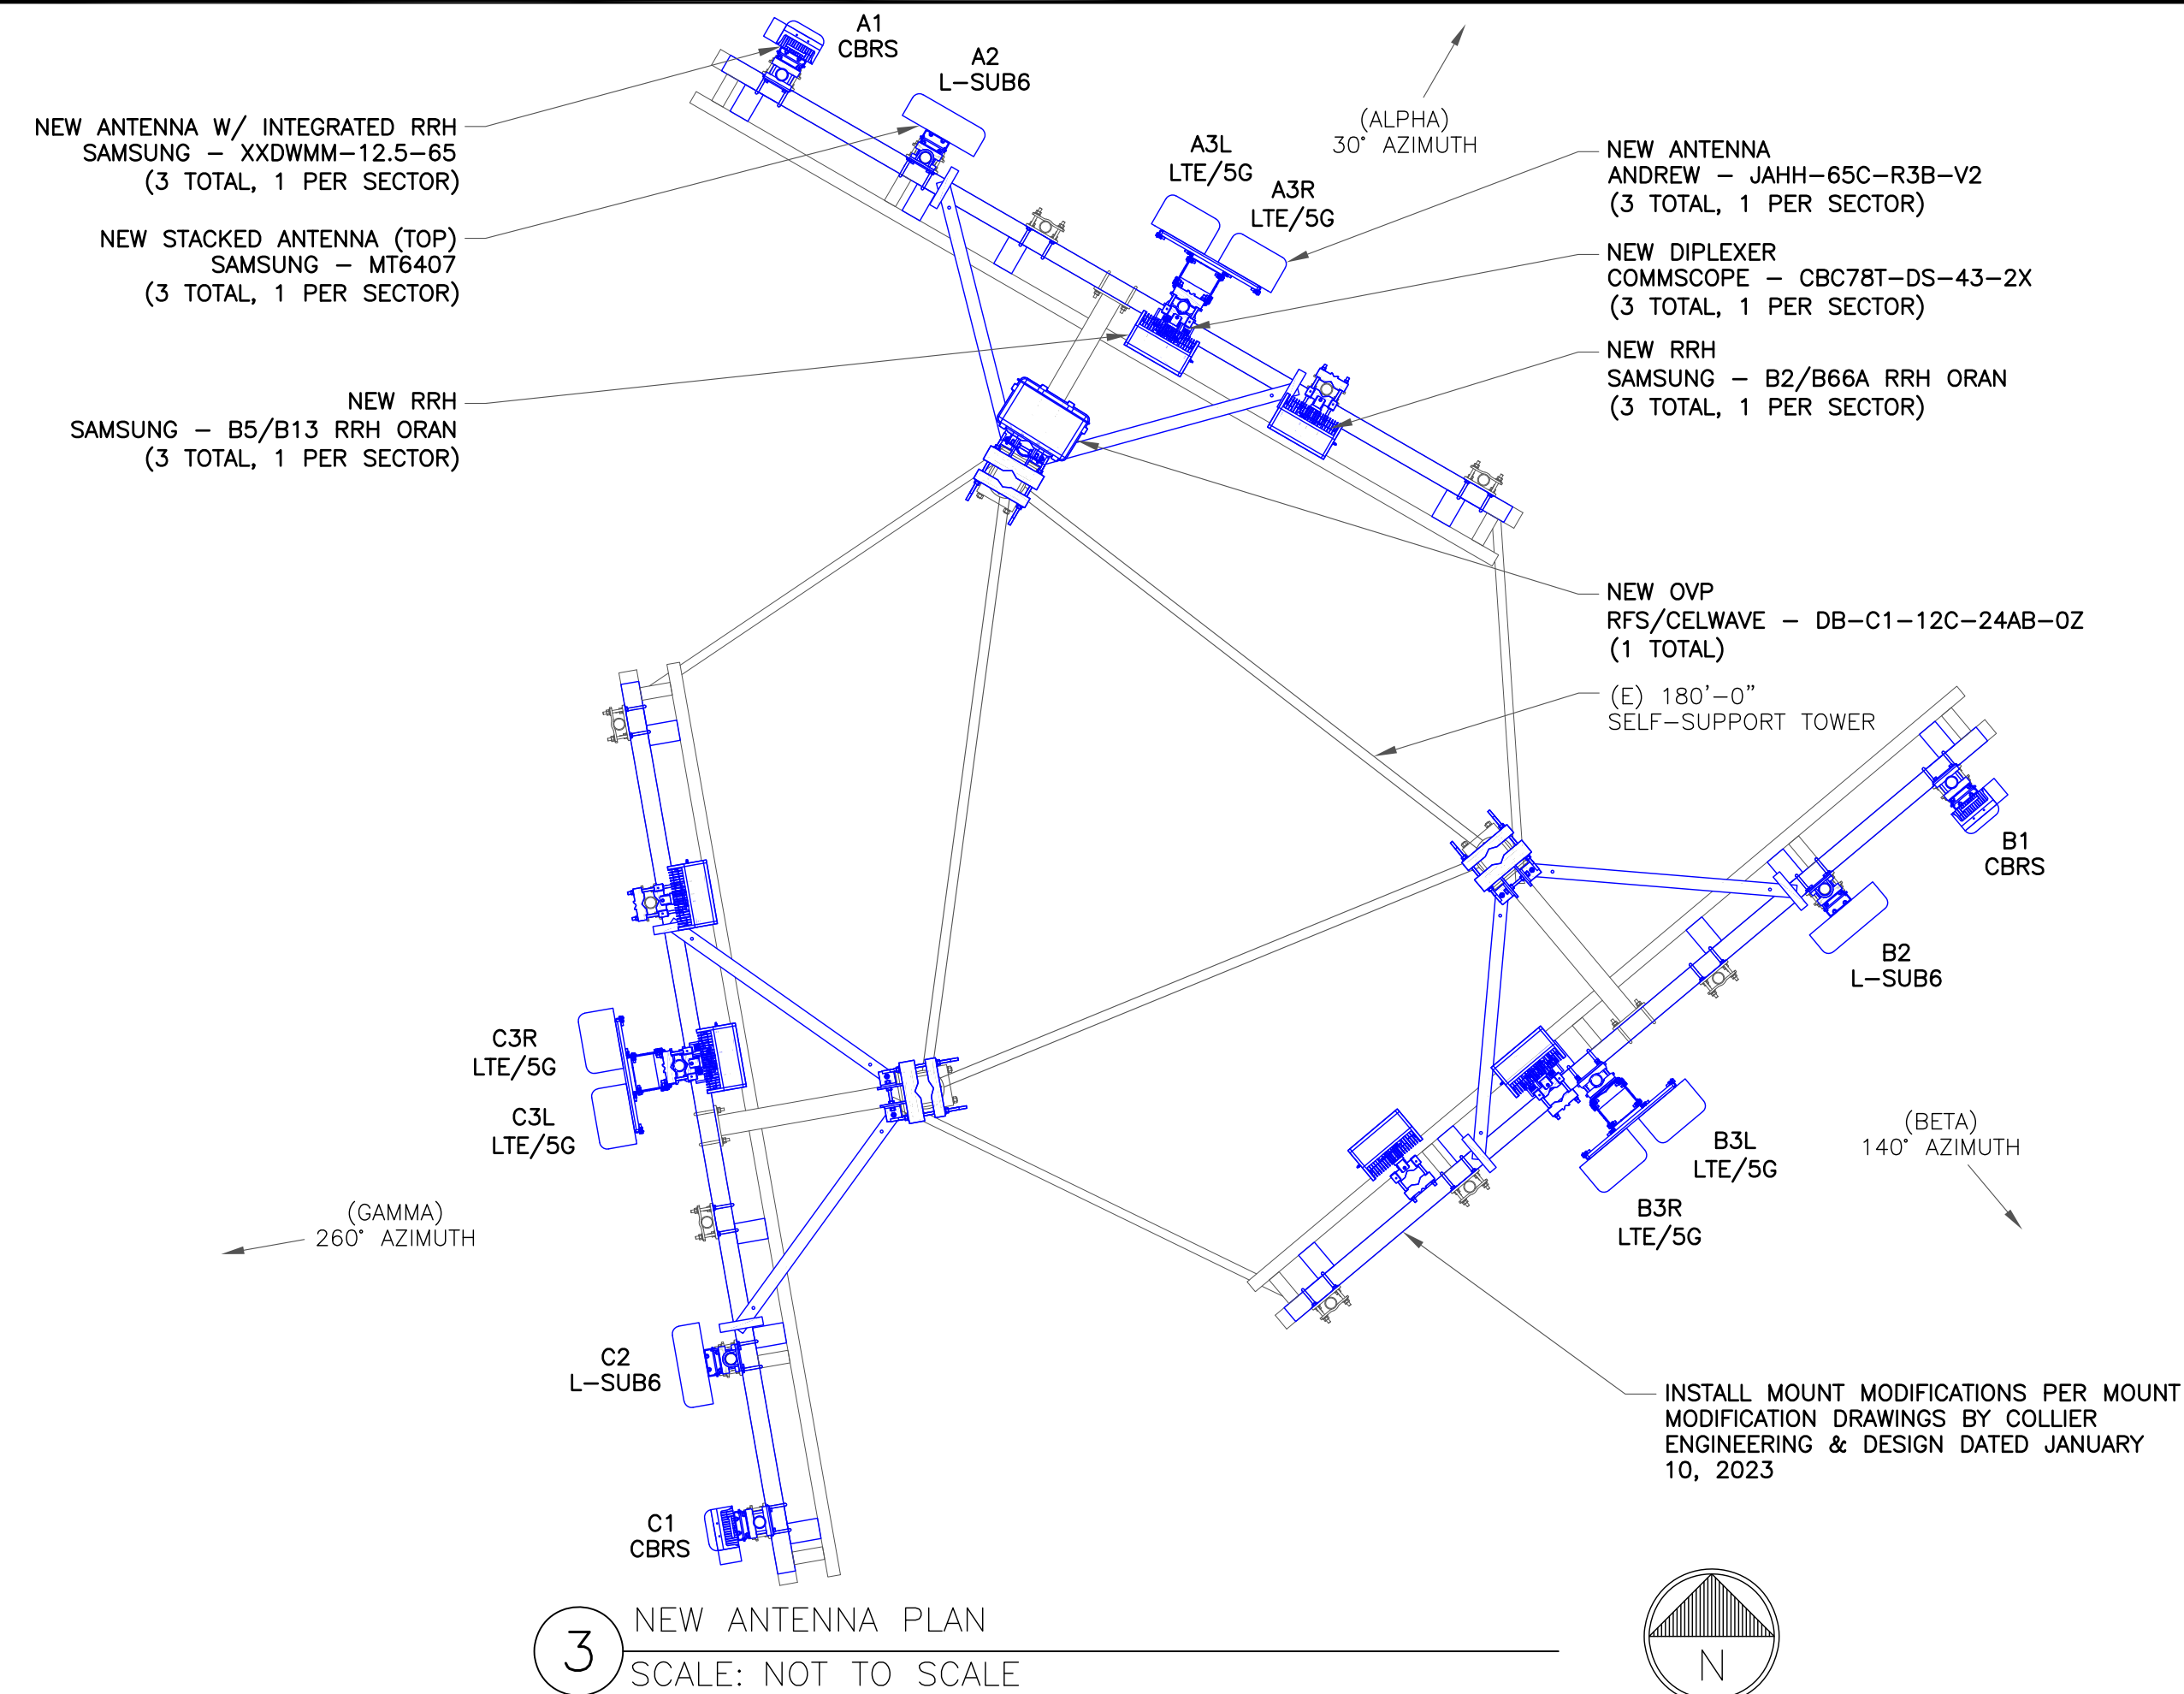 A1
CBRS
A2
L-SUB6
(ALPHA)
30° AZIMUTH
NEW ANTENNA W/ INTEGRATED RRH
SAMSUNG - XXDWMM-12.5-65
(3 TOTAL, 1 PER SECTOR)
A3L
LTE/5G
A3R
LTE/5G
NEW ANTENNA
ANDREW - JAHH-65C-R3B-V2
(3 TOTAL, 1 PER SECTOR)
NEW STACKED ANTENNA (TOP)
SAMSUNG - MT6407
(3 TOTAL, 1 PER SECTOR)
NEW DIPLEXER
COMMSCOPE - CBC78T-DS-43-2X
(3 TOTAL, 1 PER SECTOR)
NEW RRH
SAMSUNG - B2/B66A RRH ORAN
(3 TOTAL, 1 PER SECTOR)
NEW RRH
SAMSUNG - B5/B13 RRH ORAN
(3 TOTAL, 1 PER SECTOR)
NEW OVP
RFS/CELWAVE - DB-C1-12C-24AB-0Z
(1 TOTAL)
(E) 180'-0"
SELF-SUPPORT TOWER
B1
CBRS
B2
L-SUB6
C3R
LTE/5G
C3L
LTE/5G
B3L
LTE/5G
B3R
LTE/5G
(BETA)
140° AZIMUTH
(GAMMA)
260° AZIMUTH
C2
L-SUB6
INSTALL MOUNT MODIFICATIONS PER MOUNT
MODIFICATION DRAWINGS BY COLLIER
ENGINEERING & DESIGN DATED JANUARY
10, 2023
C1
CBRS
3
NEW ANTENNA PLAN
SCALE: NOT TO SCALE
N